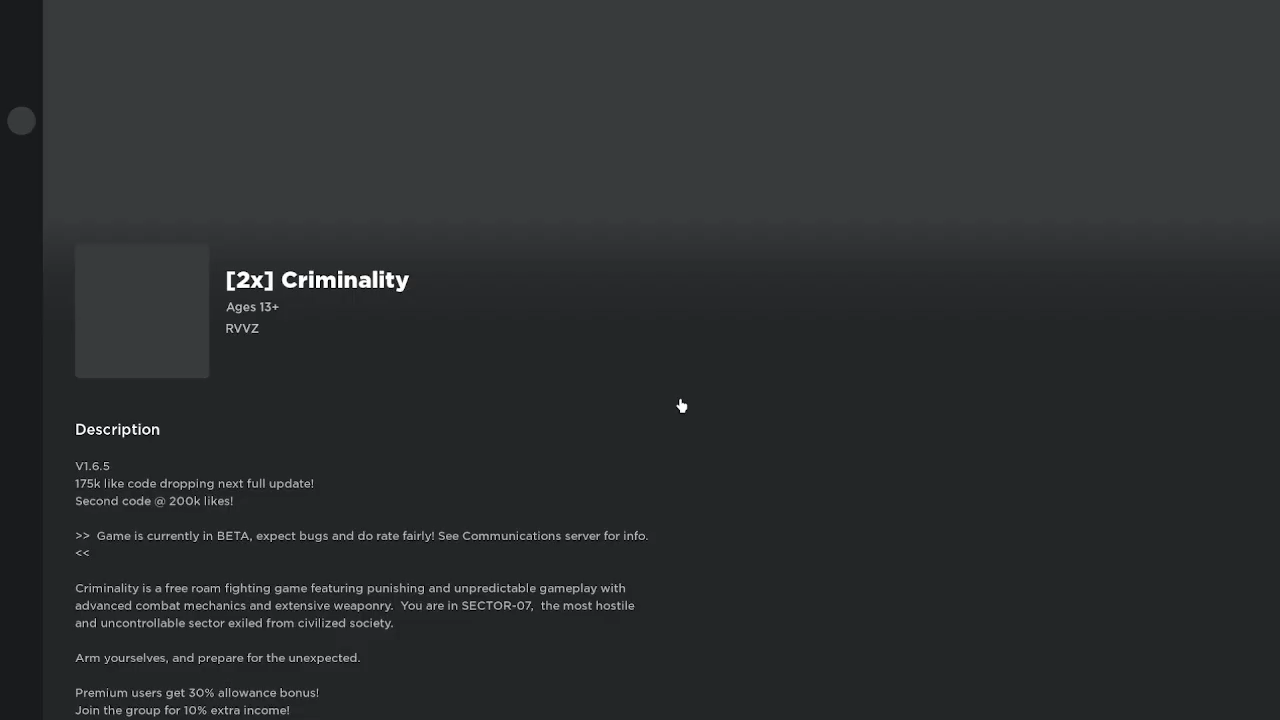 [2x] Criminality
Ages 13+
RVVZ
Description
V1.6.5
175k like code dropping next full update!
Second code @ 200k likes!
>>  Game is currently in BETA, expect bugs and do rate fairly! See Communications server for info.
<<
Criminality is a free roam fighting game featuring punishing and unpredictable gameplay with
advanced combat mechanics and extensive weaponry.  You are in SECTOR-07,  the most hostile
and uncontrollable sector exiled from civilized society.
Arm yourselves, and prepare for the unexpected.
Premium users get 30% allowance bonus!
Join the group for 10% extra income!